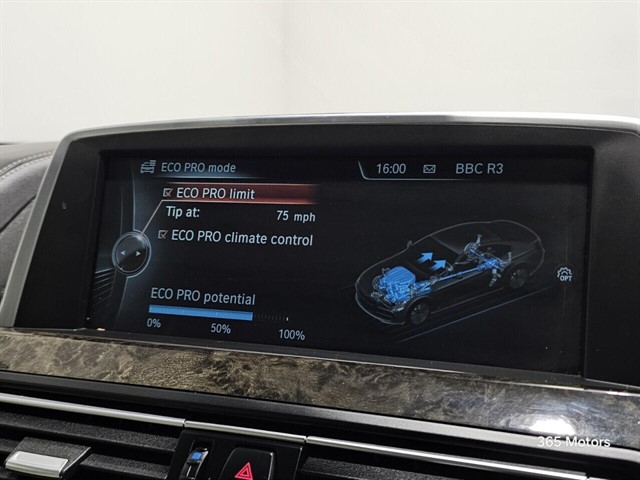 ECO PRO mode
16:00
BBC R3
ECO PRO limit
Tip at: 75 mph
ECO PRO climate control
OPT
ECO PRO potential
0% 50% 100%
365 Motors